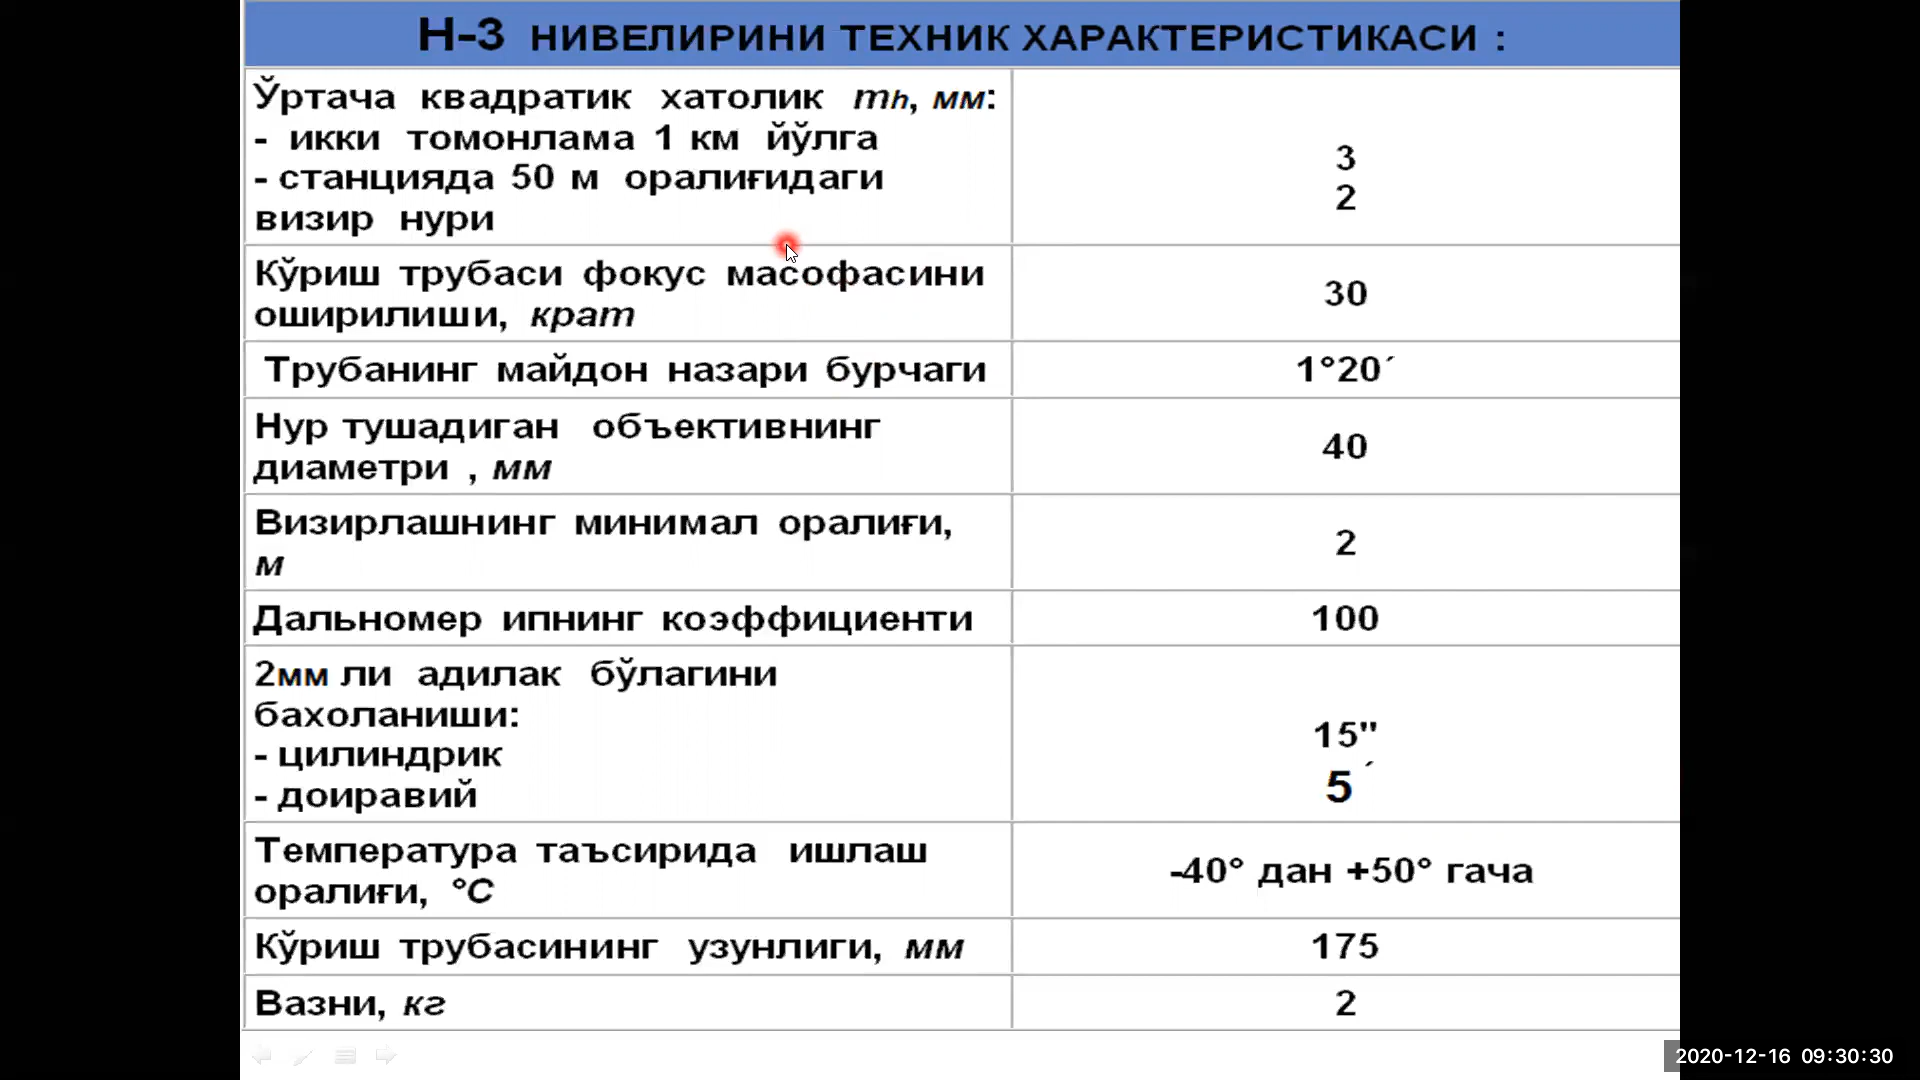 Н-3 НИВЕЛИРИНИ ТЕХНИК ХАРАКТЕРИСТИКАСИ :
Ўртача квадратик хатолик mh, мм:
- икки томонлама 1 км йўлга
- станцияда 50 м оралиғидаги
визир нури
3
2
Кўриш трубаси фокус масофасини
оширилиши, крат
30
Трубанинг майдон назари бурчаги
1°20´
Нур тушадиган объективнинг
диаметри , мм
40
Визирлашнинг минимал оралиғи,
м
2
Дальномер ипнинг коэффициенти
100
2мм ли адилак бўлагини
бахоланиши:
- цилиндрик
- доиравий
15"
5´
Температура таъсирида ишлаш
оралиғи, °С
-40° дан +50° гача
Кўриш трубасининг узунлиги, мм
175
Вазни, кг
2
2020-12-16 09:30:30